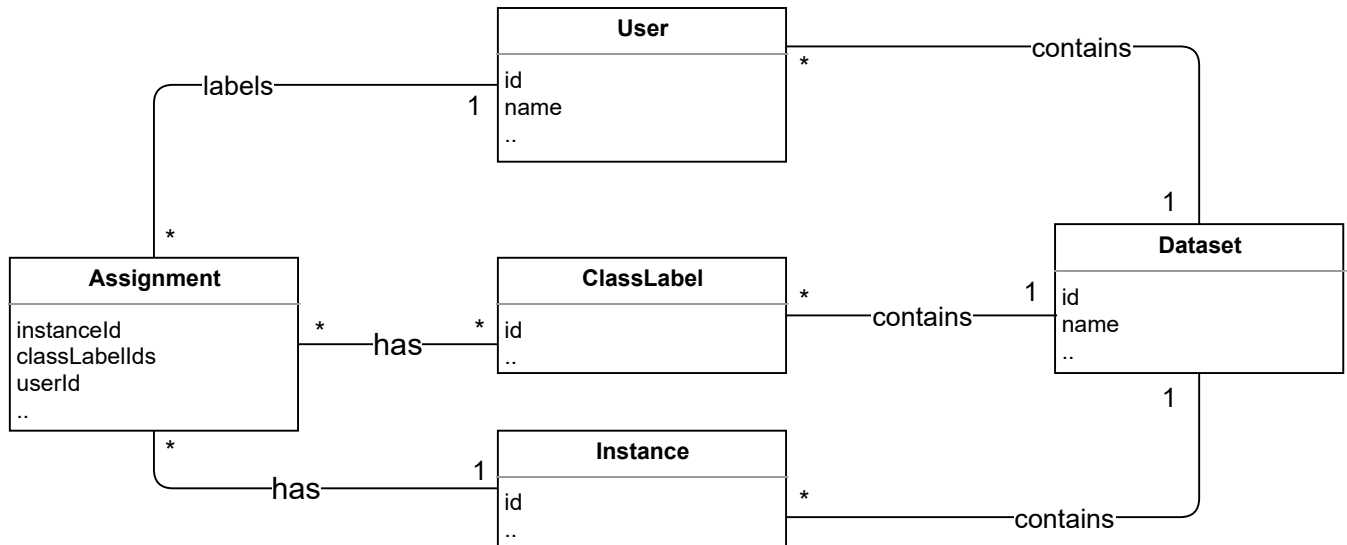 User
id
name
..
contains
*
labels
1
1
*
Dataset
id
name
..
Assignment
instanceId
classLabelIds
userId
..
ClassLabel
id
..
*
1
contains
*
*
has
1
*
Instance
id
..
1
has
*
contains